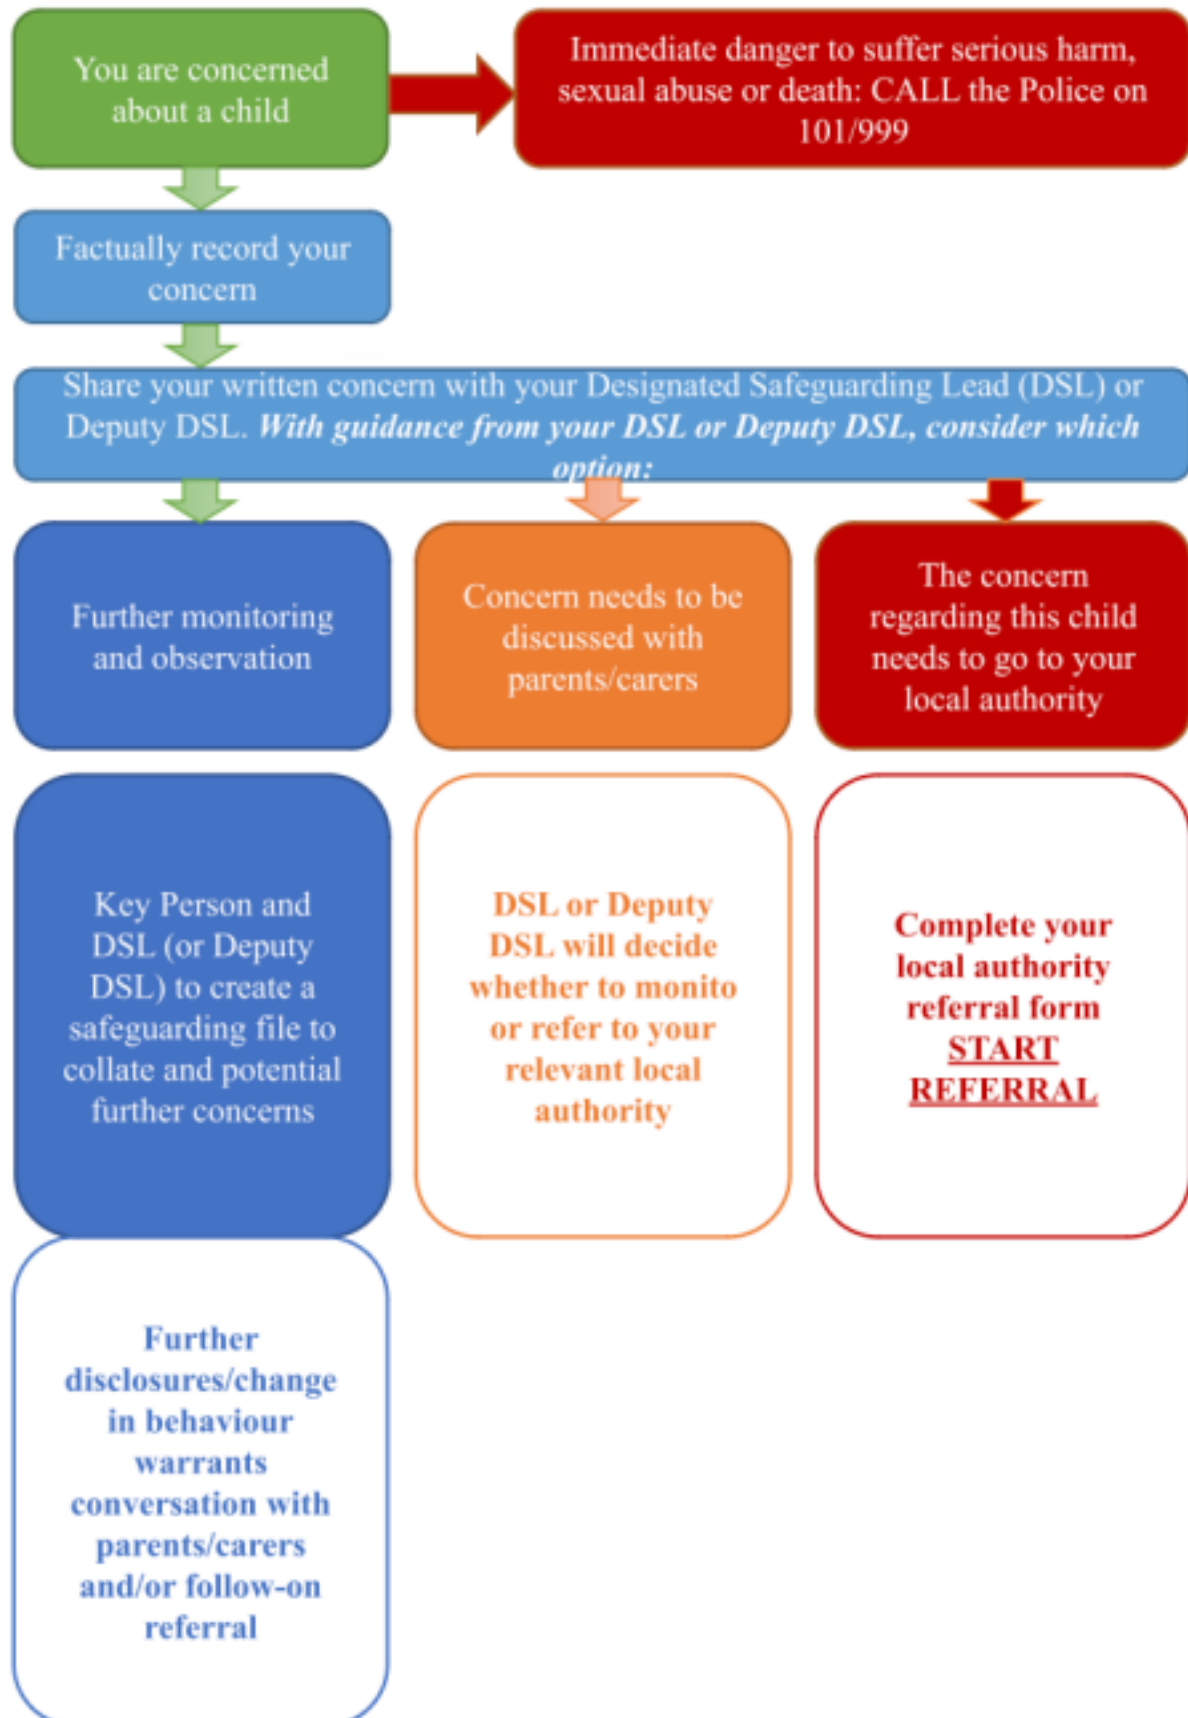 You are concerned
about a child
Immediate danger to suffer serious harm,
sexual abuse or death: CALL the Police on
101/999
Factually record your
concern
Share your written concern with your Designated Safeguarding Lead (DSL) or
Deputy DSL. With guidance from your DSL or Deputy DSL, consider which
option:
Further monitoring
and observation
Concern needs to be
discussed with
parents/carers
The concern
regarding this child
needs to go to your
local authority
Key Person and
DSL (or Deputy
DSL) to create a
safeguarding file to
collate and potential
further concerns
DSL or Deputy
DSL will decide
whether to monito
or refer to your
relevant local
authority
Complete your
local authority
referral form
START
REFERRAL
Further
disclosures/change
in behaviour
warrants
conversation with
parents/carers
and/or follow-on
referral